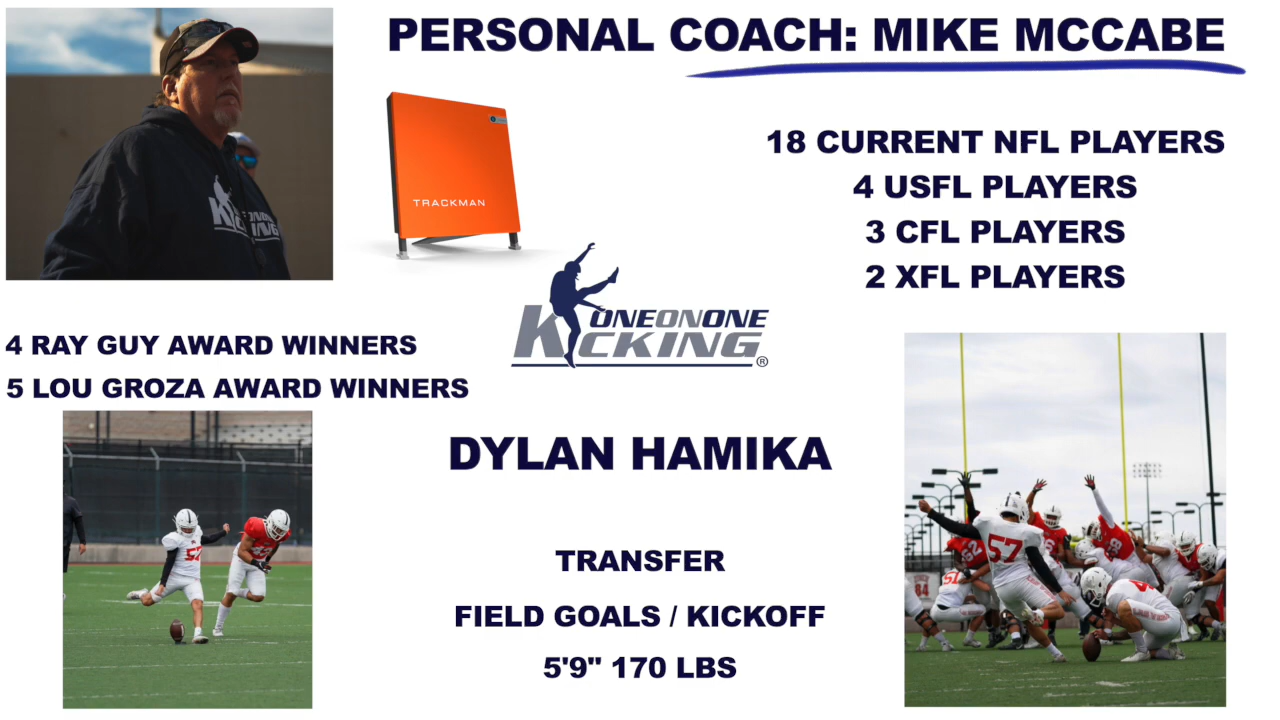 PERSONAL COACH: MIKE MCCABE
TRACKMAN
18 CURRENT NFL PLAYERS
4 USFL PLAYERS
3 CFL PLAYERS
2 XFL PLAYERS
ONEONONE
KICKING®
4 RAY GUY AWARD WINNERS
5 LOU GROZA AWARD WINNERS
DYLAN HAMIKA
TRANSFER
FIELD GOALS / KICKOFF
5'9" 170 LBS
57